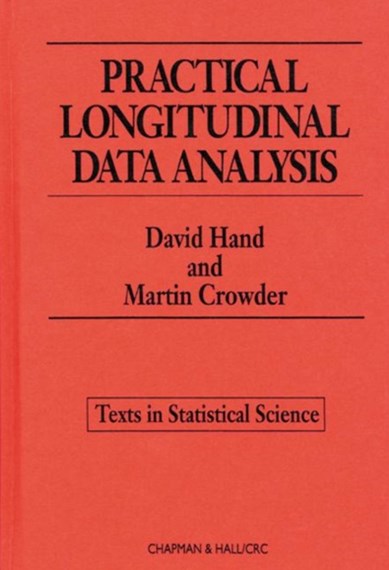 PRACTICAL
LONGITUDINAL
DATA ANALYSIS
David Hand
and
Martin Crowder
Texts in Statistical Science
CHAPMAN & HALL/CRC